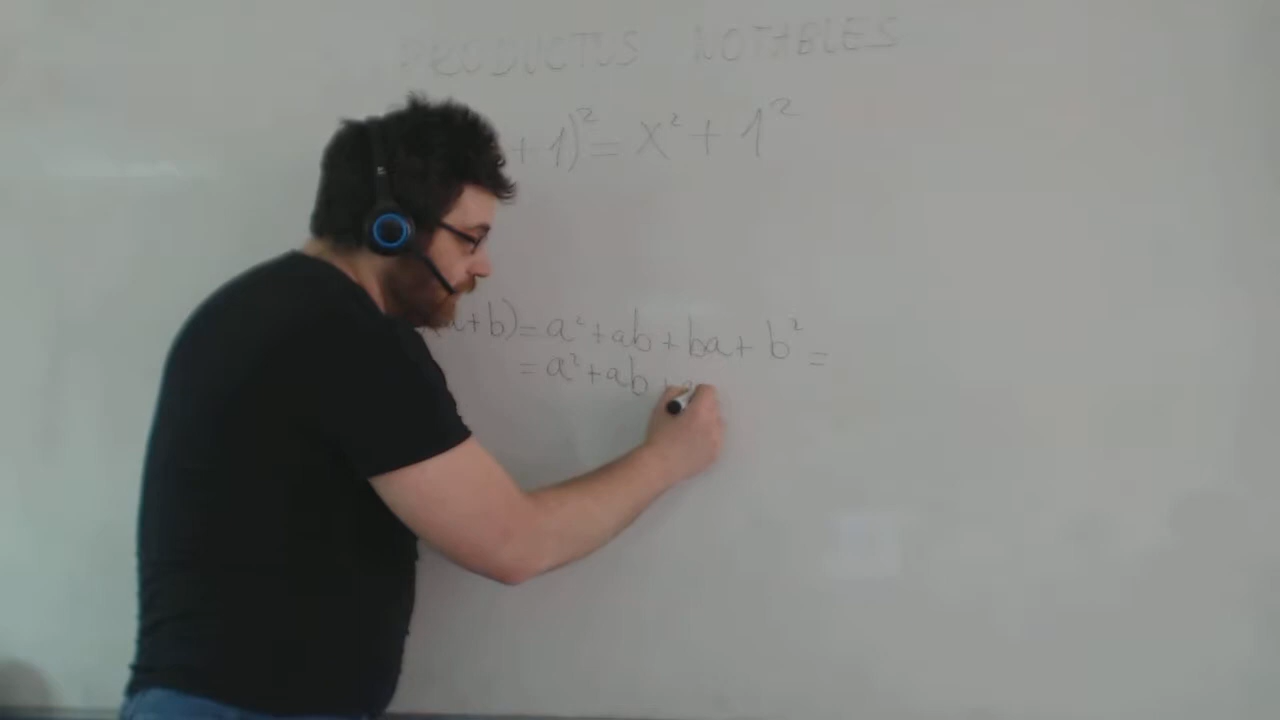 PRODUCTOS NOTABLES
+ 1)² = x² + 1²
a+b) = a² + ab + ba + b² =
= a² + ab +